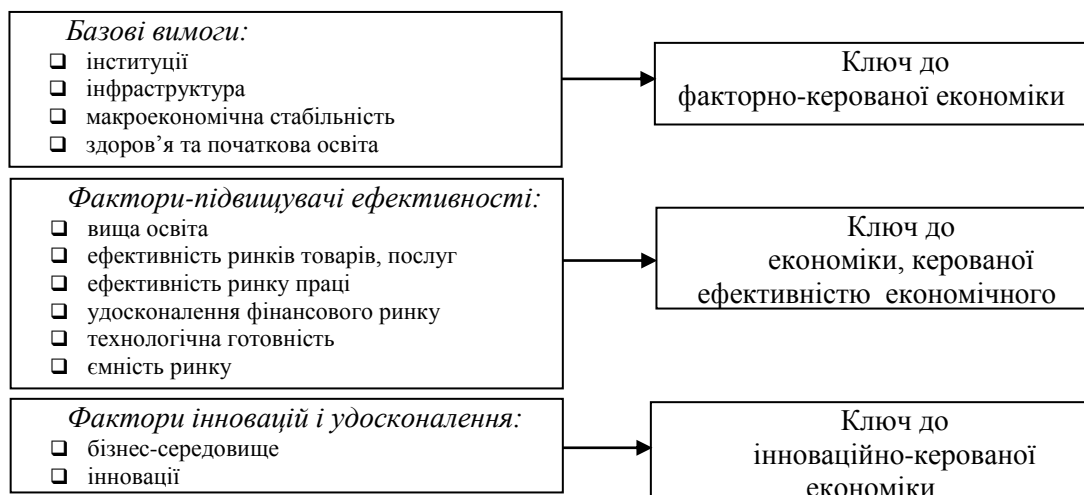 Базові вимоги:
❑ інституції
❑ інфраструктура
❑ макроекономічна стабільність
❑ здоров’я та початкова освіта
Ключ до
факторно-керованої економіки
Фактори-підвищувачі ефективності:
❑ вища освіта
❑ ефективність ринків товарів, послуг
❑ ефективність ринку праці
❑ удосконалення фінансового ринку
❑ технологічна готовність
❑ ємність ринку
Ключ до
економіки, керованої
ефективністю економічного
Фактори інновацій і удосконалення:
❑ бізнес-середовище
❑ інновації
Ключ до
інноваційно-керованої
економіки